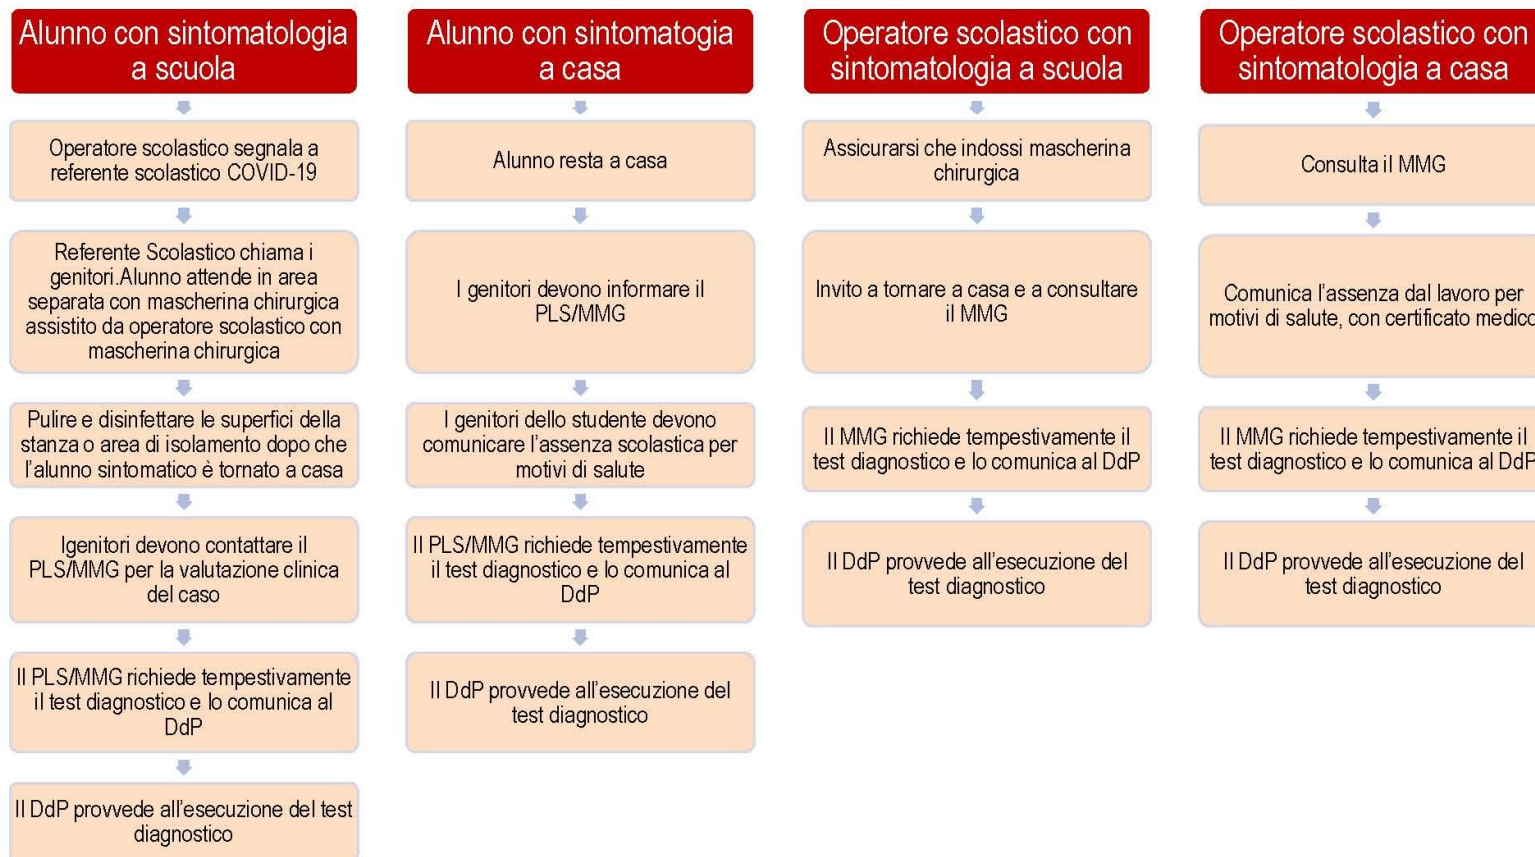 Alunno con sintomatologia
a scuola
Operatore scolastico segnala a
referente scolastico COVID-19
Referente Scolastico chiama i
genitori.Alunno attende in area
separata con mascherina chirurgica
assistito da operatore scolastico con
mascherina chirurgica
Pulire e disinfettare le superfici della
stanza o area di isolamento dopo che
l'alunno sintomatico è tornato a casa
Igenitori devono contattare il
PLS/MMG per la valutazione clinica
del caso
Il PLS/MMG richiede tempestivamente
il test diagnostico e lo comunica al
DdP
Il DdP provvede all'esecuzione del test
diagnostico
Alunno con sintomatogia
a casa
Alunno resta a casa
I genitori devono informare il
PLS/MMG
I genitori dello studente devono
comunicare l'assenza scolastica per
motivi di salute
Il PLS/MMG richiede tempestivamente
il test diagnostico e lo comunica al
DdP
Il DdP provvede all'esecuzione del
test diagnostico
Operatore scolastico con
sintomatologia a scuola
Assicurarsi che indossi mascherina
chirurgica
Invito a tornare a casa e a consultare
il MMG
Il MMG richiede tempestivamente il
test diagnostico e lo comunica al DdP
Il DdP provvede all'esecuzione del
test diagnostico
Operatore scolastico con
sintomatologia a casa
Consulta il MMG
Comunica l'assenza dal lavoro per
motivi di salute, con certificato medico
Il MMG richiede tempestivamente il
test diagnostico e lo comunica al DdP
Il DdP provvede all'esecuzione del
test diagnostico